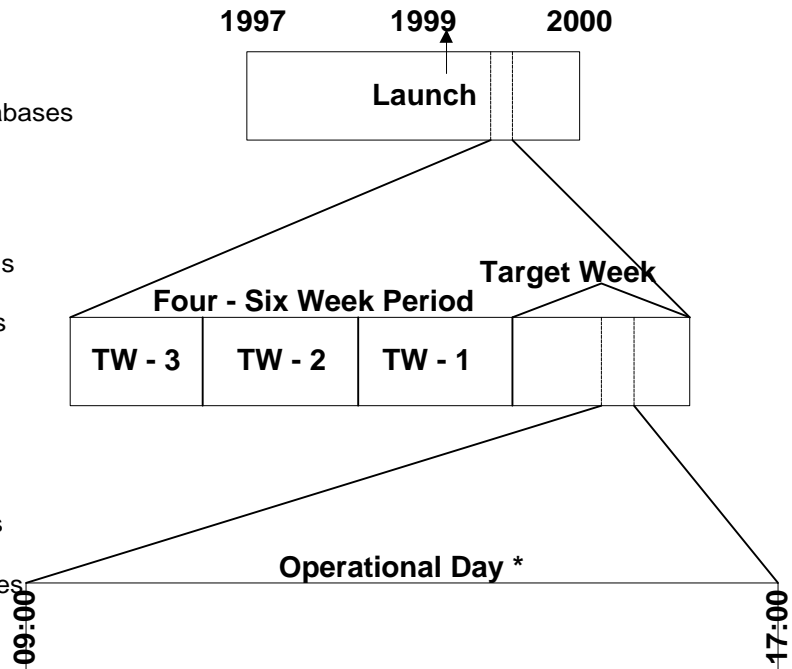 1997 1999 2000
Launch
Target Week
Four - Six Week Period
TW - 3 TW - 2 TW - 1
Operational Day *
09:00 17:00